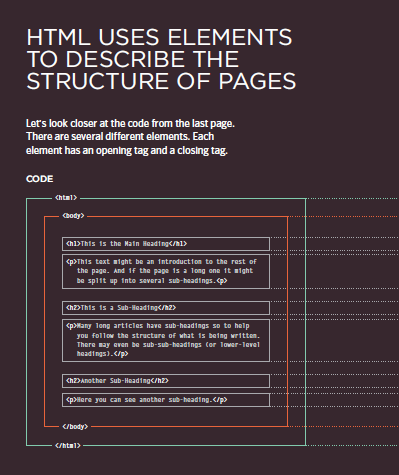 HTML USES ELEMENTS
TO DESCRIBE THE
STRUCTURE OF PAGES
Let's look closer at the code from the last page.
There are several different elements. Each
element has an opening tag and a closing tag.
CODE
<html>
<body>
<h1>This is the Main Heading</h1>
<p>This text might be an introduction to the rest of
the page. And if the page is a long one it might
be split up into several sub-headings.<p>
<h2>This is a Sub-Heading</h2>
<p>Many long articles have sub-headings so to help
you follow the structure of what is being written.
There may even be sub-sub-headings (or lower-level
headings).</p>
<h2>Another Sub-Heading</h2>
<p>Here you can see another sub-heading.</p>
</body>
</html>